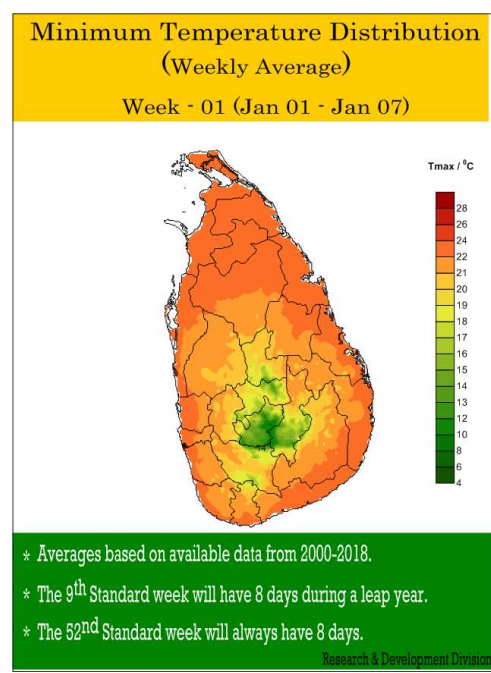 Minimum Temperature Distribution
(Weekly Average)
Week - 01 (Jan 01 - Jan 07)
Tmax / ⁰C
28
26
24
22
21
20
19
18
17
16
15
14
13
12
10
8
6
4
* Averages based on available data from 2000-2018.
* The 9th Standard week will have 8 days during a leap year.
* The 52nd Standard week will always have 8 days.
Research & Development Division